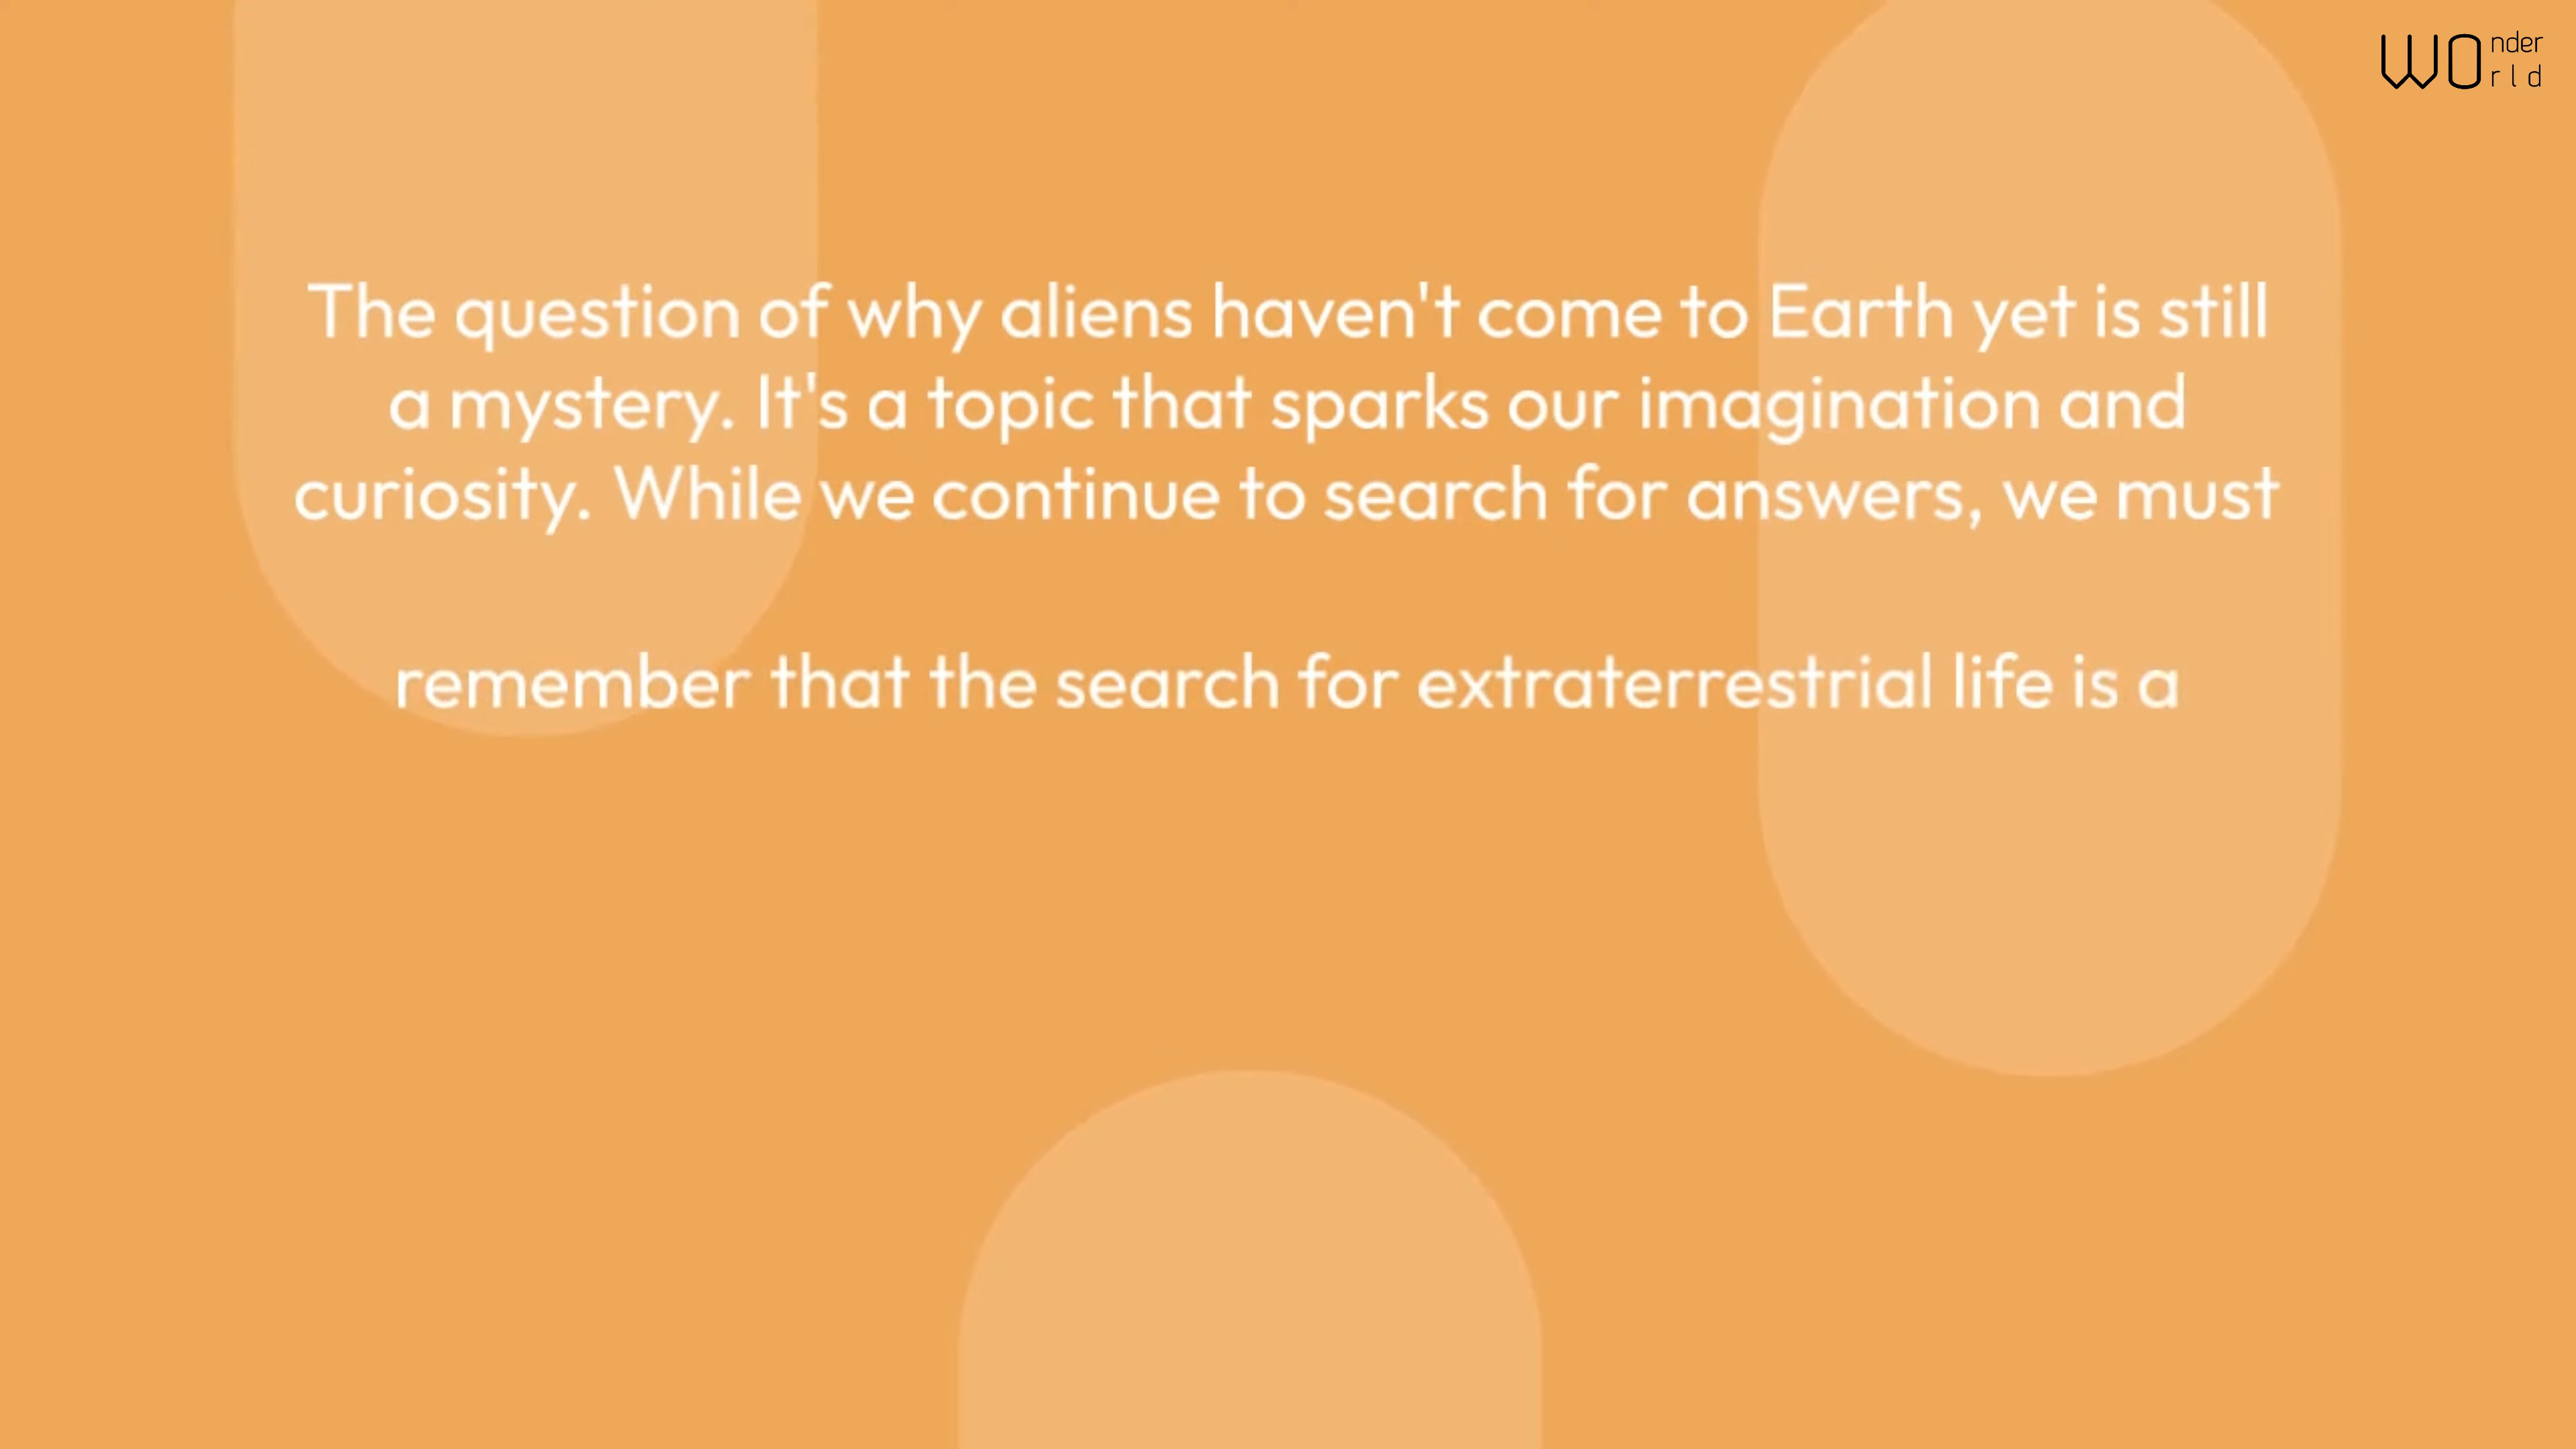 WOnder
rld
The question of why aliens haven't come to Earth yet is still
a mystery. It's a topic that sparks our imagination and
curiosity. While we continue to search for answers, we must
remember that the search for extraterrestrial life is a